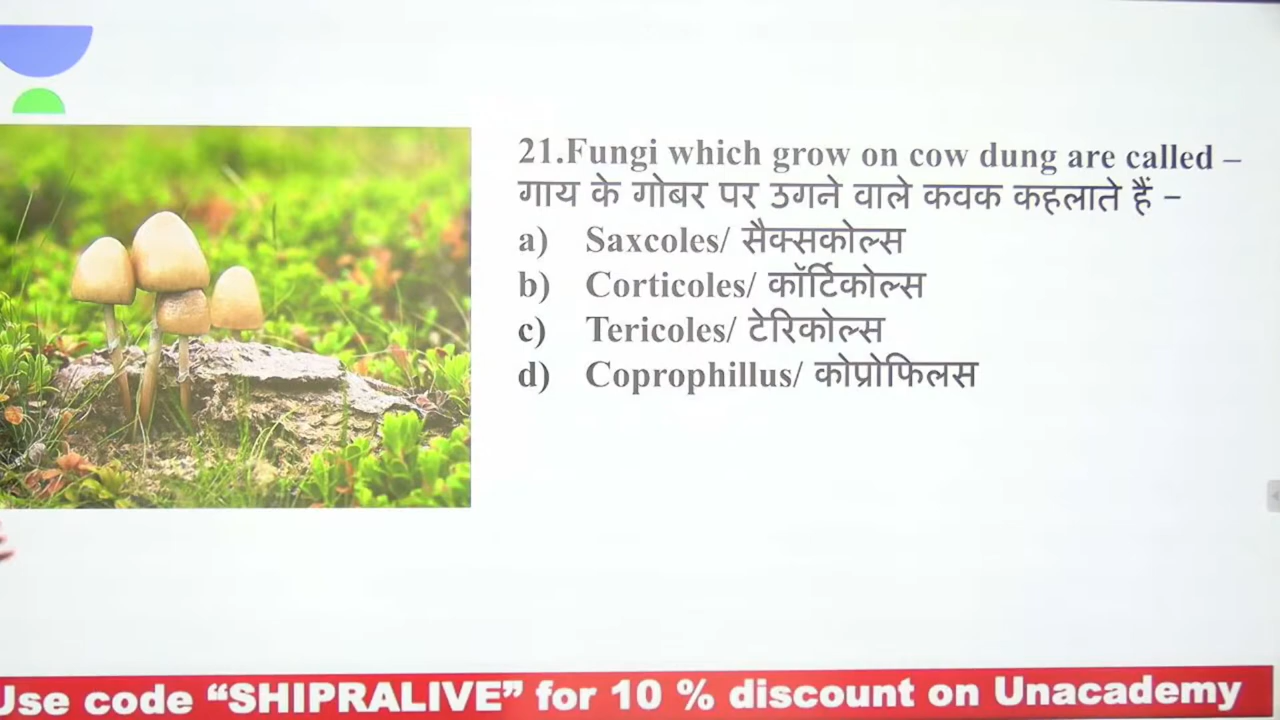 21.Fungi which grow on cow dung are called –
गाय के गोबर पर उगने वाले कवक कहलाते हैं –
a) Saxcoles/ सैक्सकोल्स
b) Corticoles/ कॉर्टिकोल्स
c) Tericoles/ टेरिकोल्स
d) Coprophillus/ कोप्रोफिलस
Use code “SHIPRALIVE” for 10 % discount on Unacademy